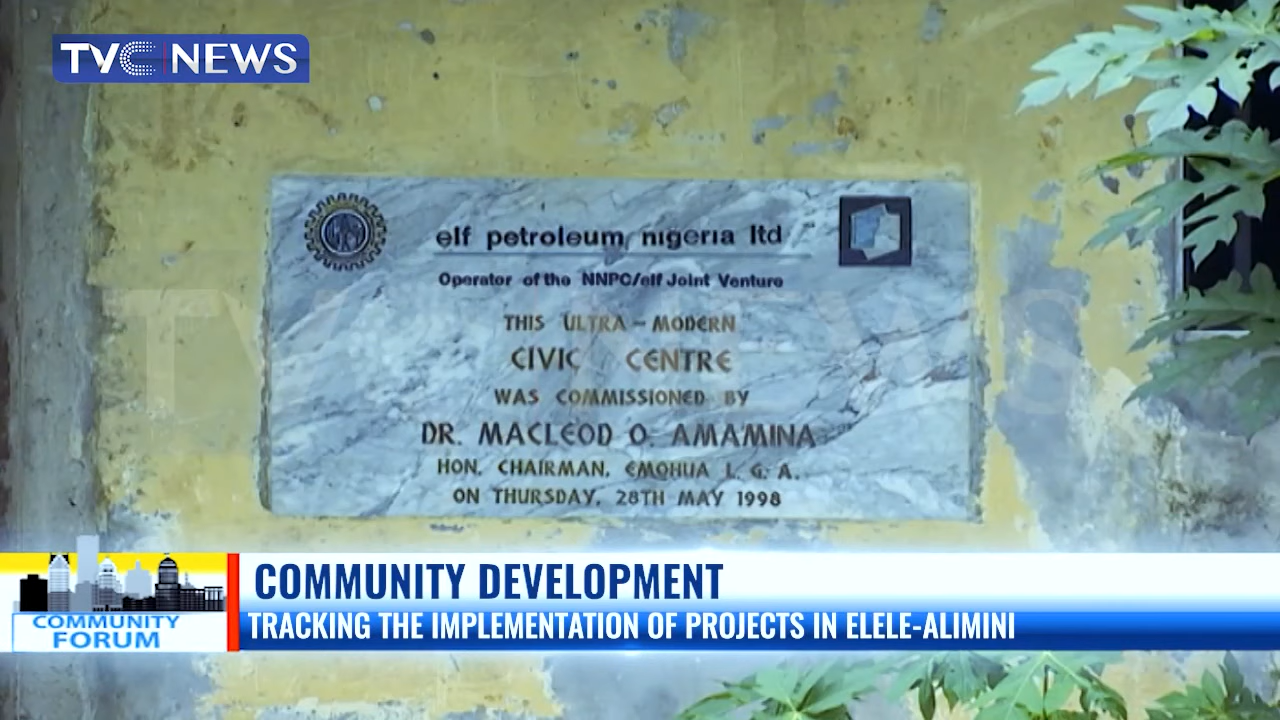 TVC NEWS
elf petroleum nigeria ltd
Operator of the NNPC/elf Joint Venture
THIS ULTRA - MODERN
CIVIC CENTRE
WAS COMMISSIONED BY
DR. MACLEOD O. AMAMINA
HON. CHAIRMAN, EMOHUA L. G. A.
ON THURSDAY, 28TH MAY 1998
COMMUNITY DEVELOPMENT
COMMUNITY
FORUM
TRACKING THE IMPLEMENTATION OF PROJECTS IN ELELE-ALIMINI
TVC NEWS